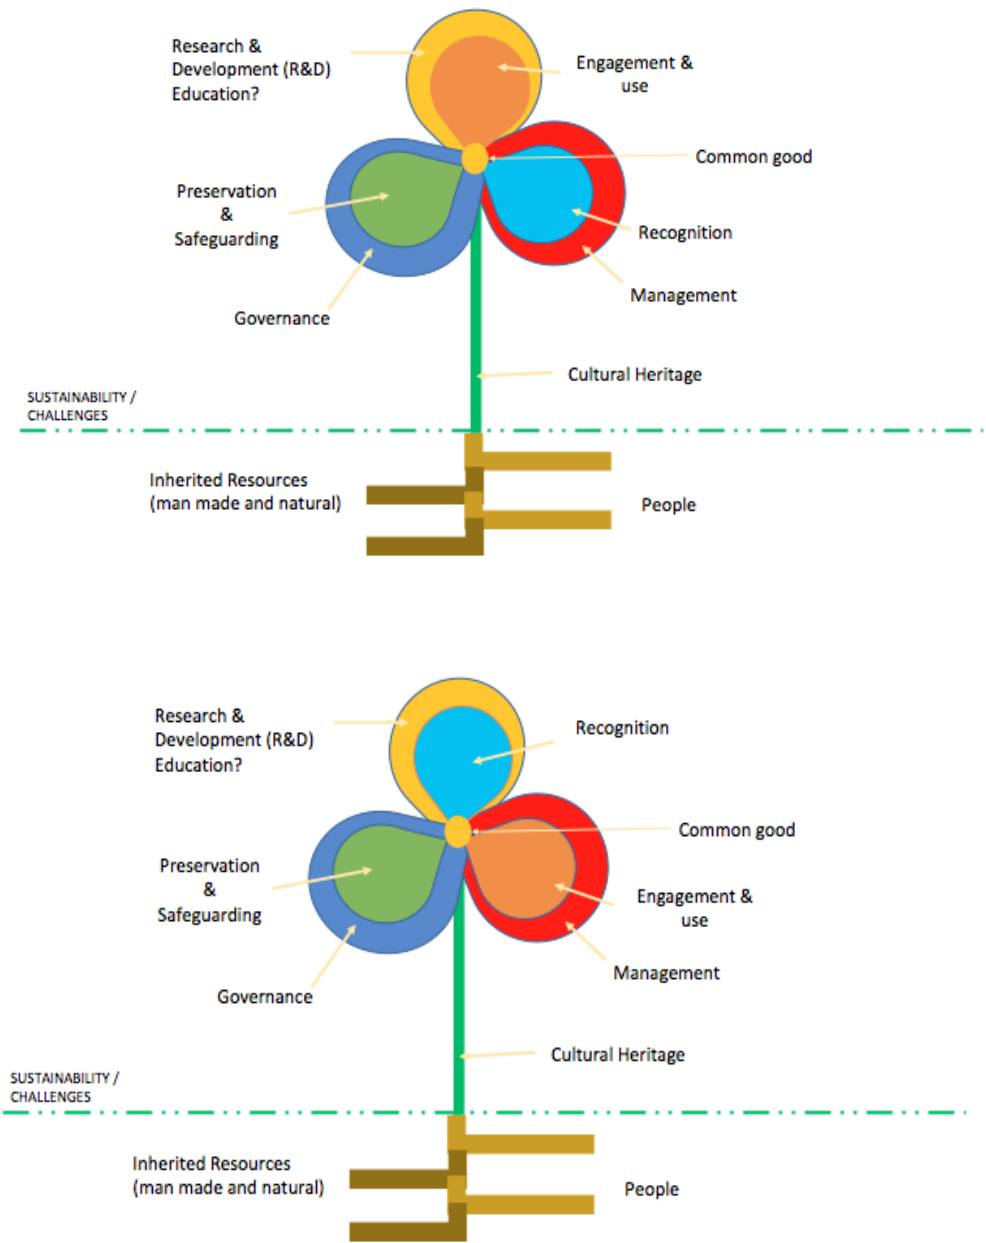 Research &
Development (R&D)
Education?
Engagement &
use
Common good
Preservation
&
Safeguarding
Recognition
Management
Governance
Cultural Heritage
SUSTAINABILITY /
CHALLENGES
Inherited Resources
(man made and natural)
People
Research &
Development (R&D)
Education?
Recognition
Common good
Preservation
&
Safeguarding
Engagement &
use
Management
Governance
Cultural Heritage
SUSTAINABILITY /
CHALLENGES
Inherited Resources
(man made and natural)
People